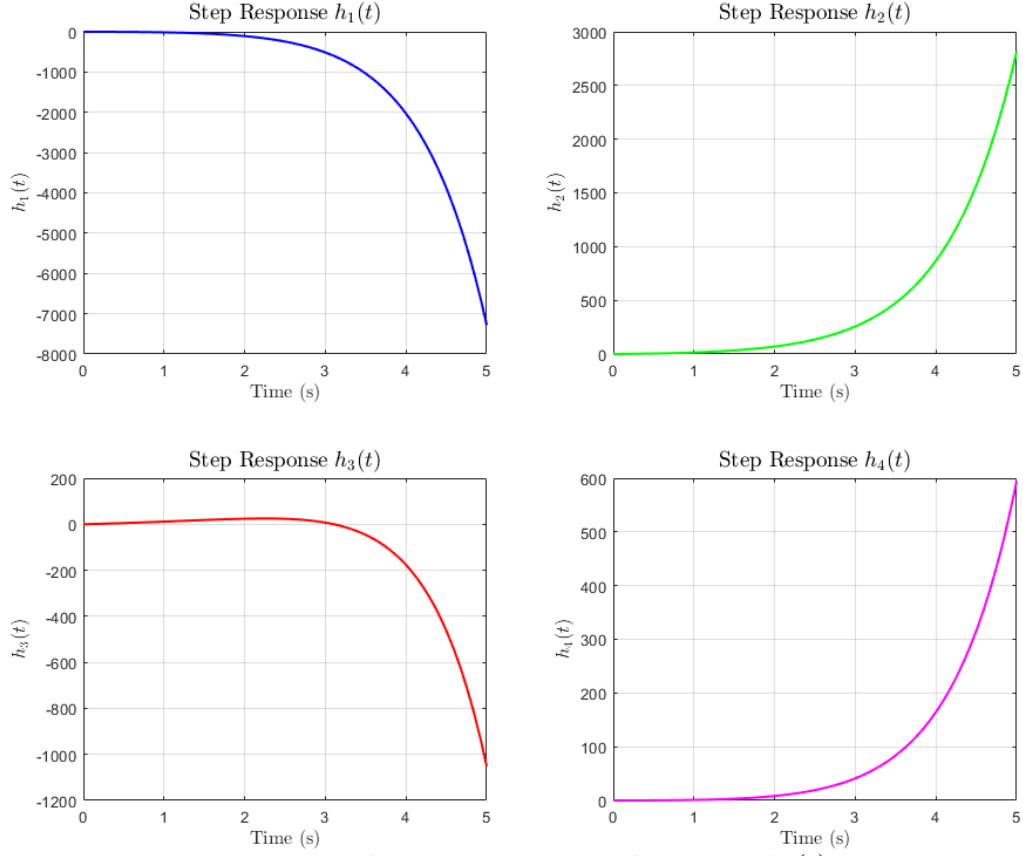 Step Response h₁(t)
0
-1000
-2000
-3000
-4000
-5000
-6000
-7000
-8000
h₁(t)
0 1 2 3 4 5
Time (s)
Step Response h₂(t)
3000
2500
2000
1500
1000
500
0
h₂(t)
0 1 2 3 4 5
Time (s)
Step Response h₃(t)
200
0
-200
-400
-600
-800
-1000
-1200
h₃(t)
0 1 2 3 4 5
Time (s)
Step Response h₄(t)
600
500
400
300
200
100
0
h₄(t)
0 1 2 3 4 5
Time (s)